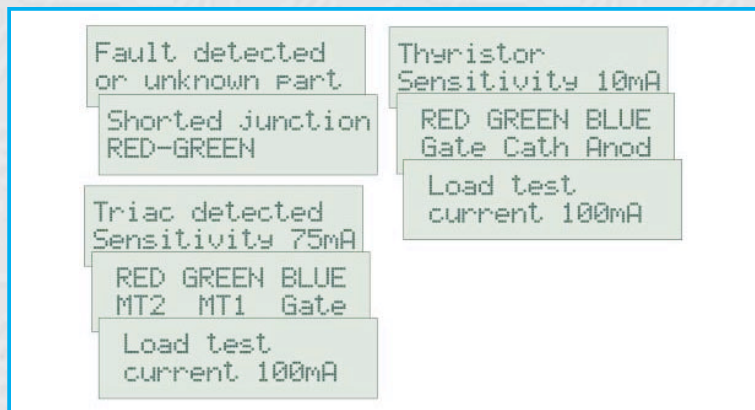 Fault detected
or unknown part
Shorted junction
RED-GREEN
Triac detected
Sensitivity 75mA
RED GREEN BLUE
MT2 MT1 Gate
Load test
current 100mA
Thyristor
Sensitivity 10mA
RED GREEN BLUE
Gate Cath Anod
Load test
current 100mA